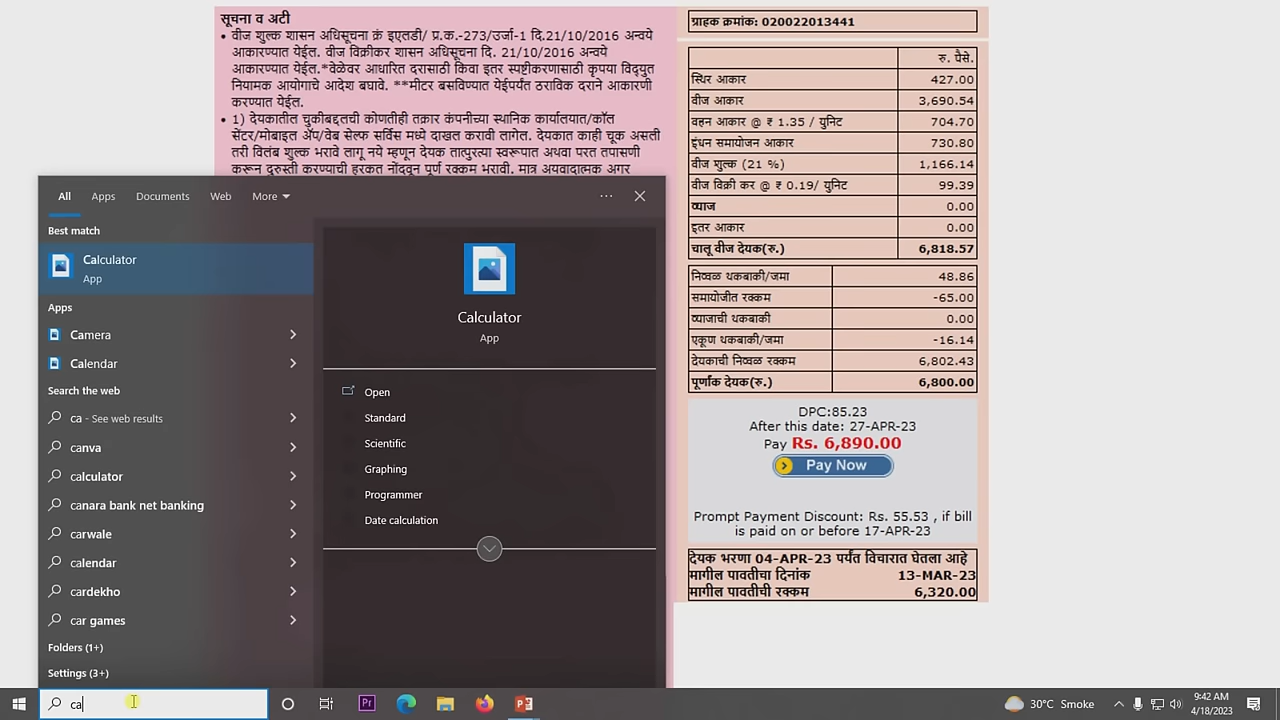 सूचना व अटी
• वीज शुल्क शासन अधिसूचना क्रं इएलडी/ प्र.क.-273/उर्जा-1 दि.21/10/2016 अन्वये
आकारण्यात येईल. वीज विक्रीकर शासन अधिसूचना दि. 21/10/2016 अन्वये
आकारण्यात येईल.*वेळेवर आधारित दरासाठी किवा इतर स्पष्टीकरणासाठी कृपया विद्युत
नियामक आयोगाचे आदेश बघावे. **मीटर बसविण्यात येईपर्यंत ठराविक दराने आकारणी
करण्यात येईल.
• 1) देयकातील चुकीबद्दलची कोणतीही तक्रार कंपनीच्या स्थानिक कार्यालयात/कॉल
सेंटर/मोबाइल अ‍ॅप/वेब सेल्फ सर्विस मध्ये दाखल करावी लागेल. देयकात काही चूक असली
तरी विलंब शुल्क भरावे लागू नये म्हणून देयक तात्पुरत्या स्वरूपात अथवा परत तपासणी
करून दुरुस्ती करण्याची हरकत नोंदवून पूर्ण रक्कम भरावी. मात्र अयवादात्मक अगर
ग्राहक क्रमांक: 020022013441
रु. पैसे.
स्थिर आकार 427.00
वीज आकार 3,690.54
वहन आकार @ ₹ 1.35 / युनिट 704.70
इंधन समायोजन आकार 730.80
वीज शुल्क (21 %) 1,166.14
वीज विक्री कर @ ₹ 0.19/ युनिट 99.39
व्याज 0.00
इतर आकार 0.00
चालू वीज देयक(रु.) 6,818.57
निव्वळ थकबाकी/जमा 48.86
समायोजीत रक्कम -65.00
व्याजाची थकबाकी 0.00
एकूण थकबाकी/जमा -16.14
देयकाची निव्वळ रक्कम 6,802.43
पूर्णांक देयक(रु.) 6,800.00
DPC:85.23
After this date: 27-APR-23
Pay Rs. 6,890.00
Pay Now
Prompt Payment Discount: Rs. 55.53 , if bill
is paid on or before 17-APR-23
देयक भरणा 04-APR-23 पर्यंत विचारात घेतला आहे
मागील पावतीचा दिनांक 13-MAR-23
मागील पावतीची रक्कम 6,320.00
All Apps Documents Web More
Best match
Calculator
App
Apps
Camera
Calendar
Search the web
ca - See web results
canva
calculator
canara bank net banking
carwale
calendar
cardekho
car games
Folders (1+)
Settings (3+)
Calculator
App
Open
Standard
Scientific
Graphing
Programmer
Date calculation
ca
Pr
30°C Smoke
9:42 AM
4/18/2023